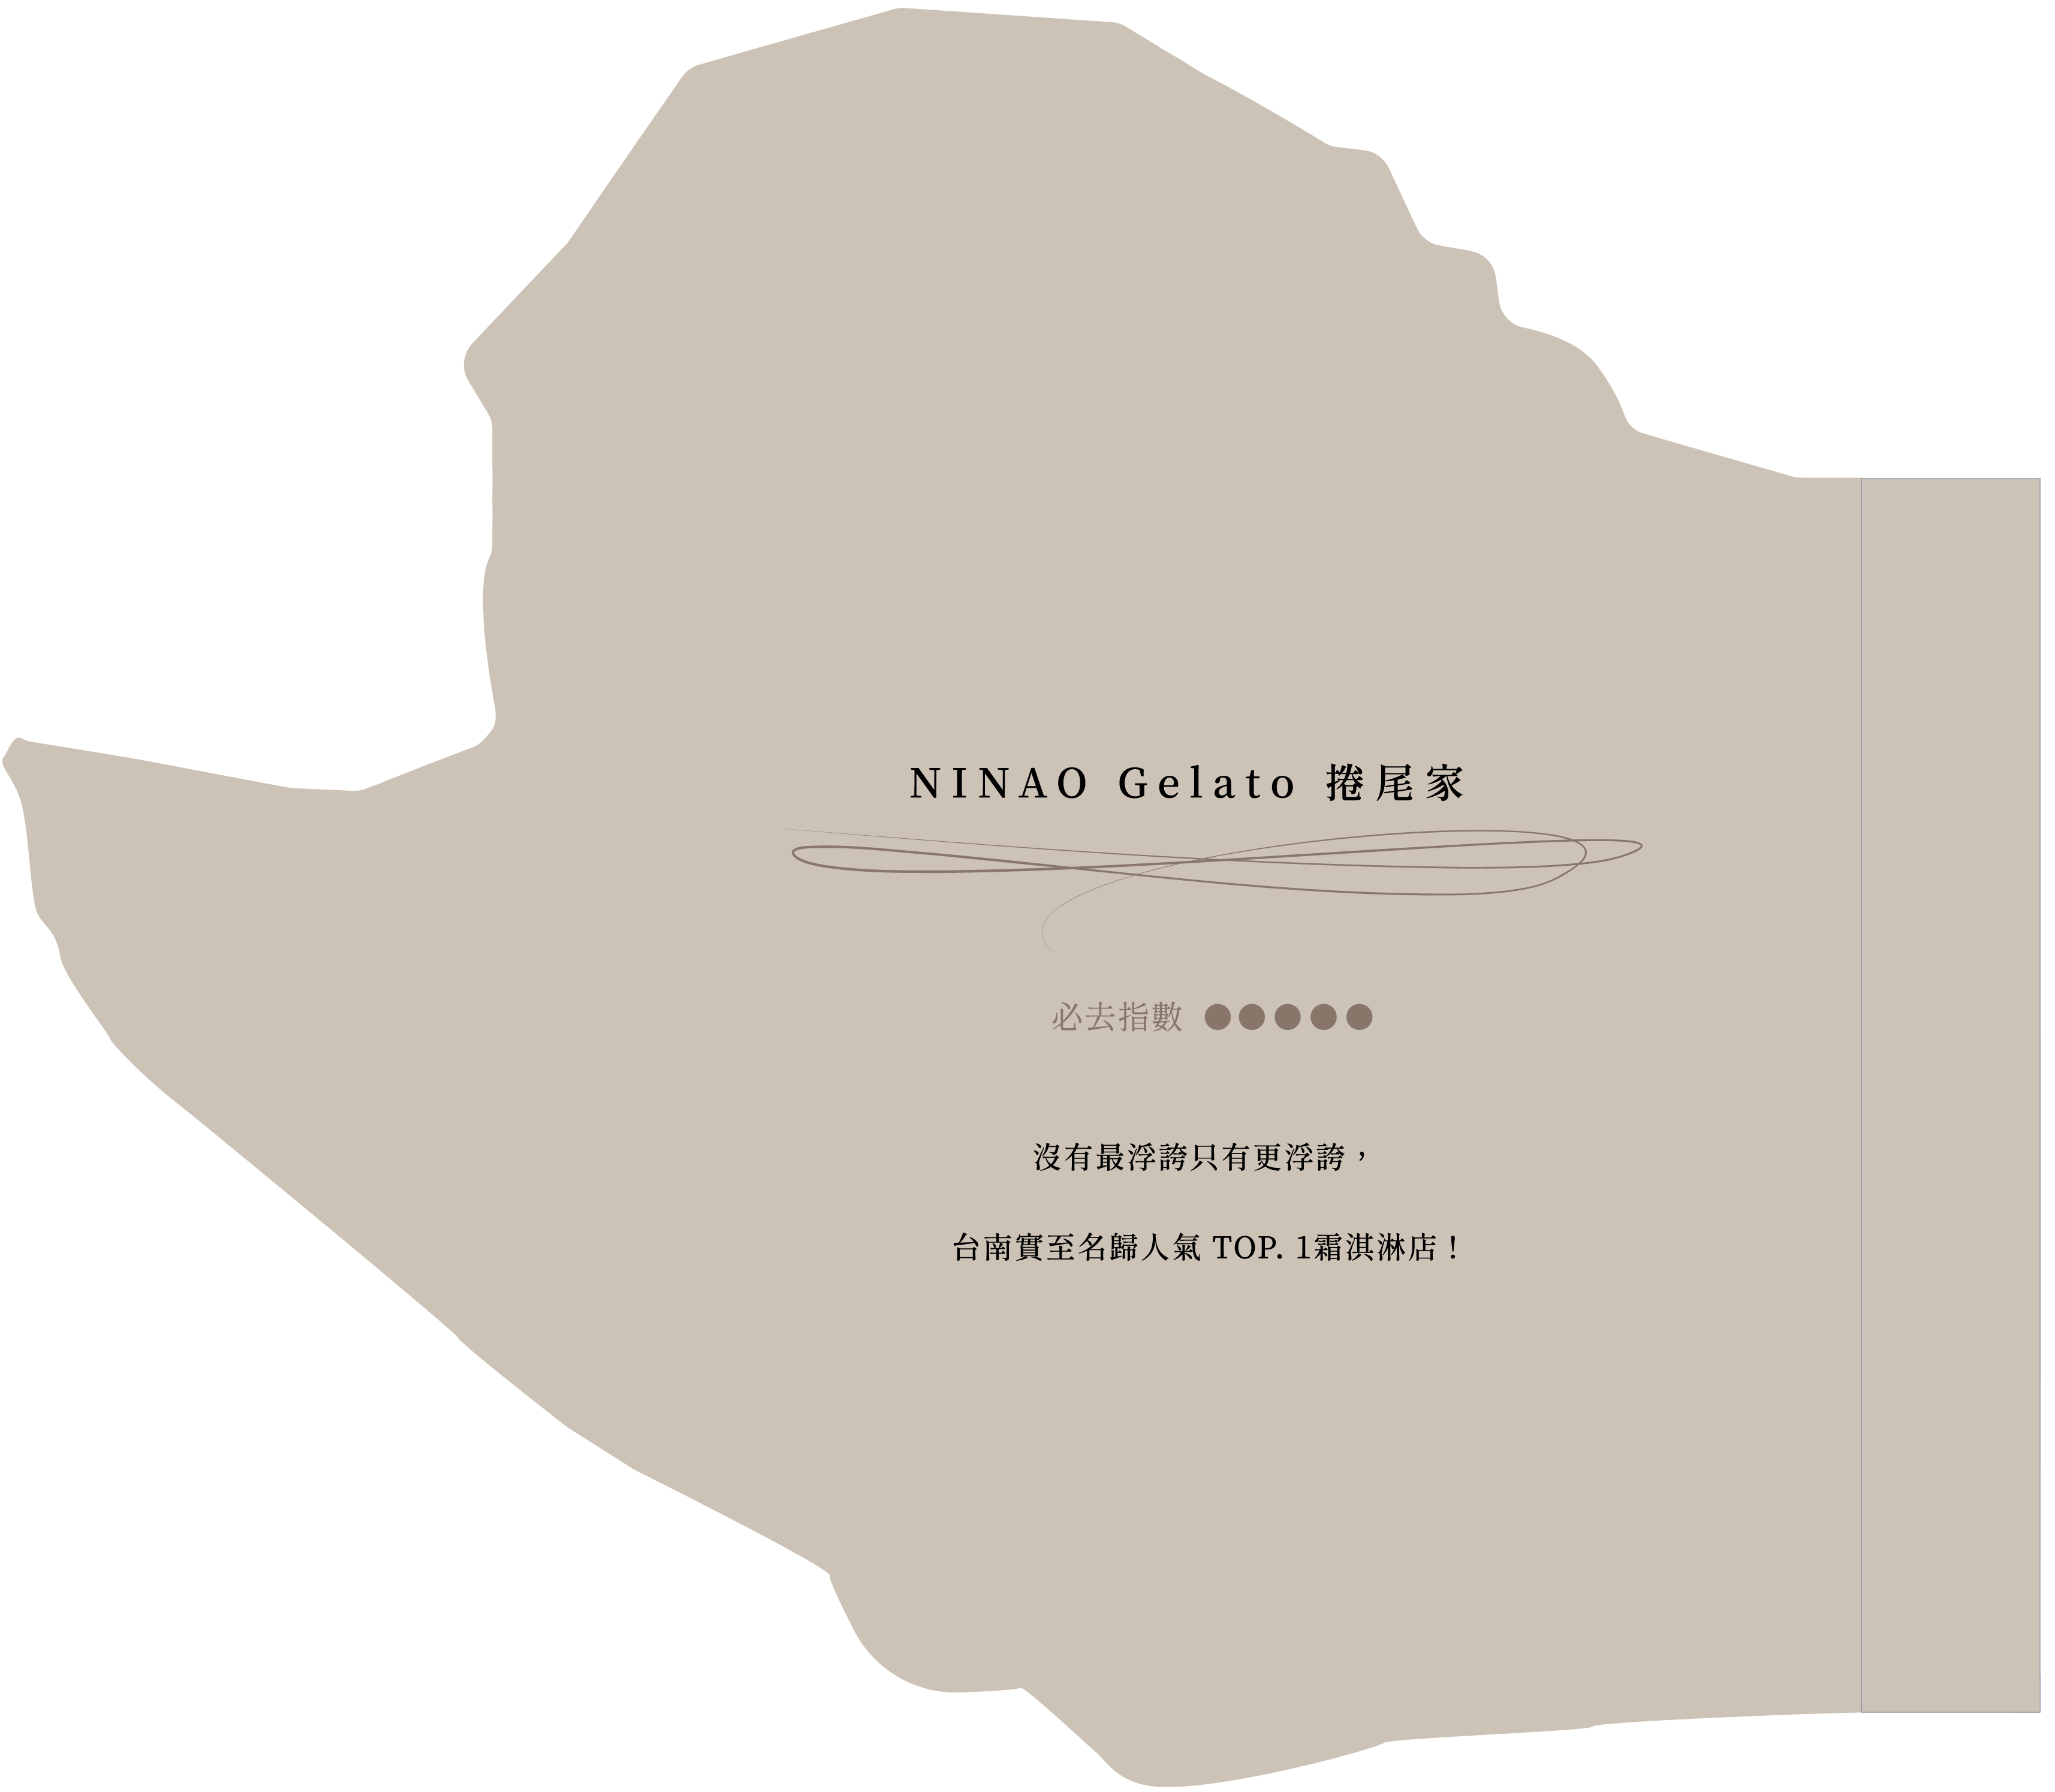 NINAO Gelato 捲尾家
必去指數 ●●●●●
沒有最浮誇只有更浮誇，
台南實至名歸人氣 TOP. 1霜淇淋店！